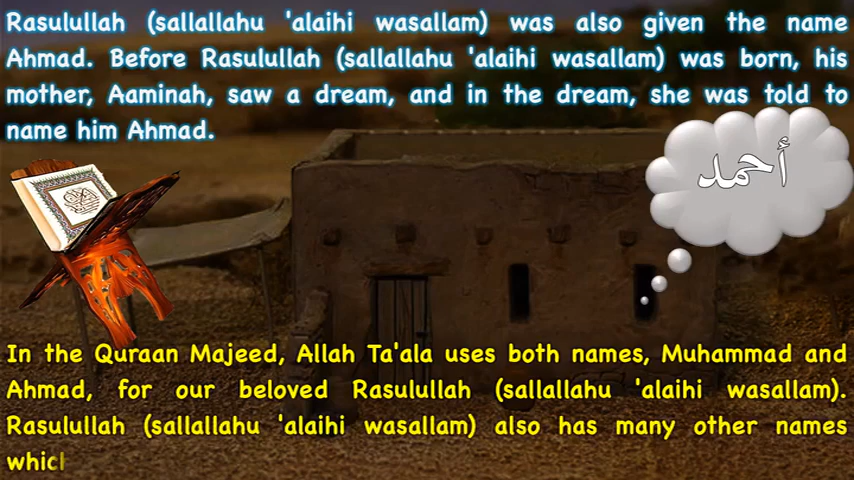 Rasulullah (sallallahu 'alaihi wasallam) was also given the name
Ahmad. Before Rasulullah (sallallahu 'alaihi wasallam) was born, his
mother, Aaminah, saw a dream, and in the dream, she was told to
name him Ahmad.
أحمد
In the Quraan Majeed, Allah Ta'ala uses both names, Muhammad and
Ahmad, for our beloved Rasulullah (sallallahu 'alaihi wasallam).
Rasulullah (sallallahu 'alaihi wasallam) also has many other names
whicl